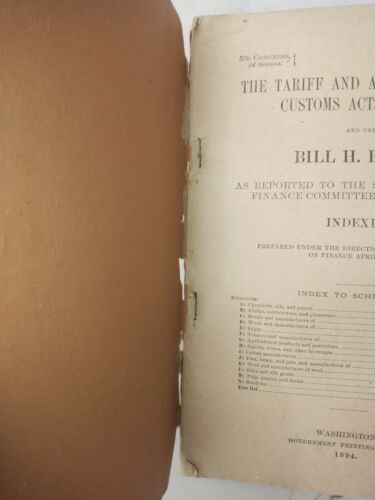 53D CONGRESS,
2d Session.
THE TARIFF AND A
CUSTOMS ACTS
AND THE
BILL H. R
AS REPORTED TO THE S
FINANCE COMMITTEE
INDEXE
PREPARED UNDER THE DIRECTIO
ON FINANCE APRI
INDEX TO SCHE
SCHEDULE:
A: Chemicals, oils, and paints
B: Earths, earthenware, and glassware
C: Metals and manufactures of
D: Wood and manufactures of
E: Sugar
F: Tobacco and manufactures of
G: Agricultural products and provisions
H: Spirits, wines, and other beverages
I: Cotton manufactures
J: Flax, hemp, and jute, and manufactures of
K: Wool and manufactures of wool
L: Silks and silk goods
M: Pulp, papers, and books
N: Sundries
Free list
WASHINGTON
GOVERNMENT PRINTING
1894.